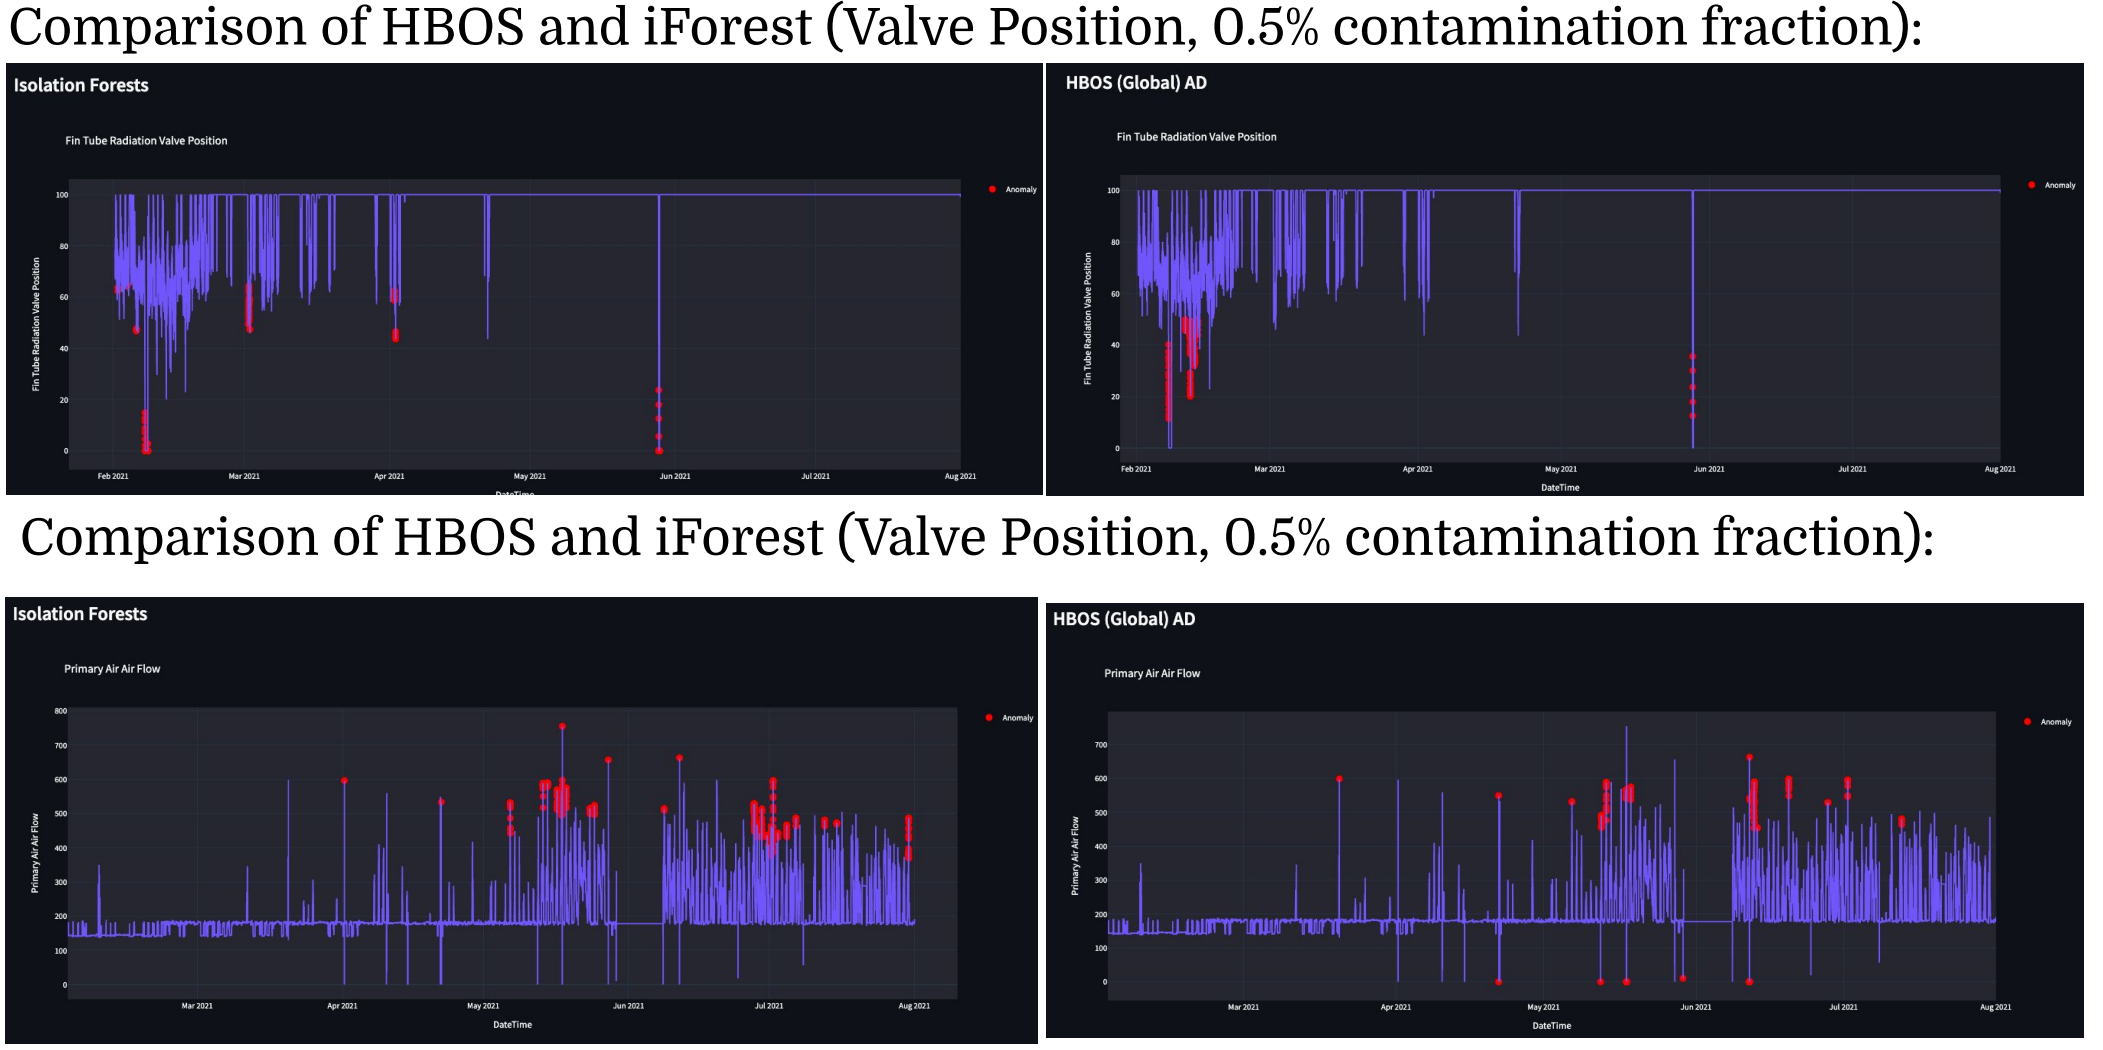 Comparison of HBOS and iForest (Valve Position, 0.5% contamination fraction):
Isolation Forests
Fin Tube Radiation Valve Position
Anomaly
Fin Tube Radiation Valve Position
100
80
60
40
20
0
Feb 2021
Mar 2021
Apr 2021
May 2021
Jun 2021
Jul 2021
Aug 2021
DateTime
HBOS (Global) AD
Fin Tube Radiation Valve Position
Anomaly
Fin Tube Radiation Valve Position
100
80
60
40
20
0
Feb 2021
Mar 2021
Apr 2021
May 2021
Jun 2021
Jul 2021
Aug 2021
DateTime
Comparison of HBOS and iForest (Valve Position, 0.5% contamination fraction):
Isolation Forests
Primary Air Air Flow
Anomaly
Primary Air Air Flow
800
700
600
500
400
300
200
100
0
Mar 2021
Apr 2021
May 2021
Jun 2021
Jul 2021
Aug 2021
DateTime
HBOS (Global) AD
Primary Air Air Flow
Anomaly
Primary Air Air Flow
700
600
500
400
300
200
100
0
Mar 2021
Apr 2021
May 2021
Jun 2021
Jul 2021
Aug 2021
DateTime